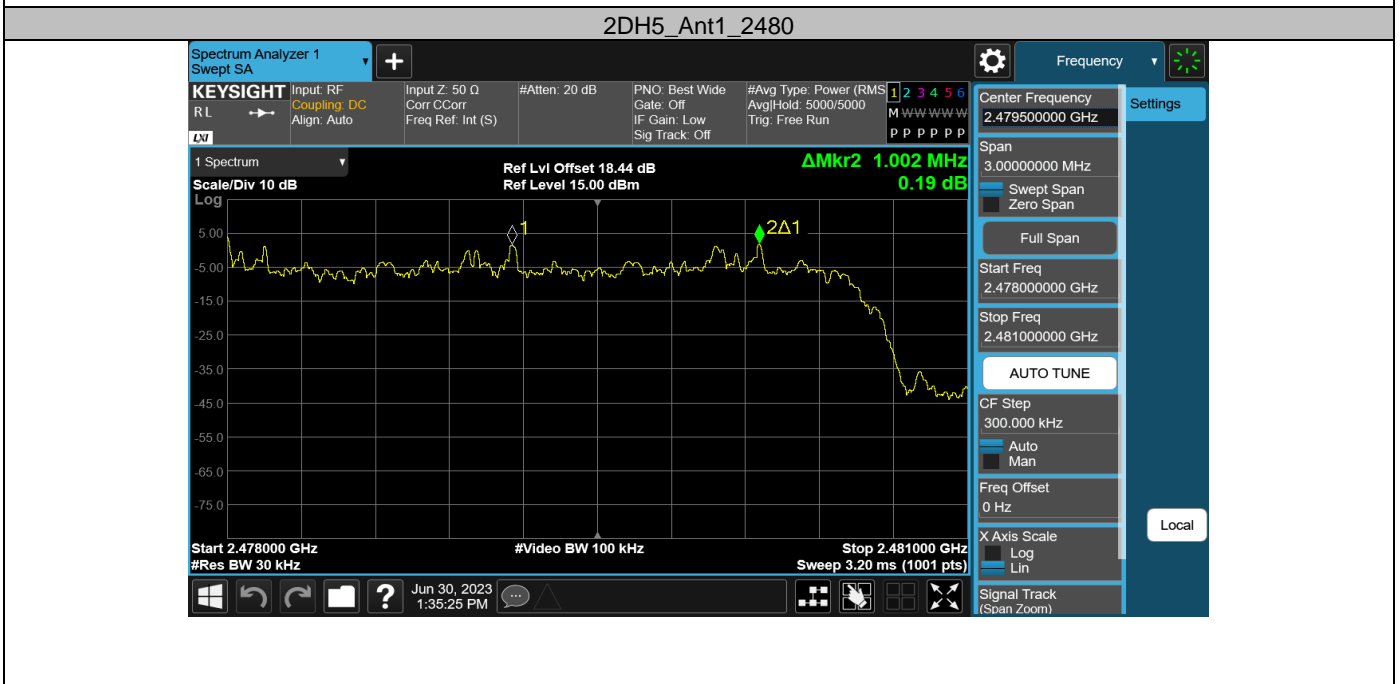 2DH5_Ant1_2480
Spectrum Analyzer 1
Swept SA
Frequency
KEYSIGHT
RL
LXI
Input: RF
Coupling: DC
Align: Auto
Input Z: 50 Ω
Corr CCorr
Freq Ref: Int (S)
#Atten: 20 dB
PNO: Best Wide
Gate: Off
IF Gain: Low
Sig Track: Off
#Avg Type: Power (RMS
Avg|Hold: 5000/5000
Trig: Free Run
1 2 3 4 5 6
M W W W W W
P P P P P P
1 Spectrum
Scale/Div 10 dB
Log
Ref Lvl Offset 18.44 dB
Ref Level 15.00 dBm
ΔMkr2 1.002 MHz
0.19 dB
1
2Δ1
5.00
-5.00
-15.0
-25.0
-35.0
-45.0
-55.0
-65.0
-75.0
Start 2.478000 GHz
#Video BW 100 kHz
Stop 2.481000 GHz
#Res BW 30 kHz
Sweep 3.20 ms (1001 pts)
Center Frequency
2.479500000 GHz
Settings
Span
3.00000000 MHz
Swept Span
Zero Span
Full Span
Start Freq
2.478000000 GHz
Stop Freq
2.481000000 GHz
AUTO TUNE
CF Step
300.000 kHz
Auto
Man
Freq Offset
0 Hz
X Axis Scale
Log
Lin
Local
Signal Track
(Span Zoom)
?
Jun 30, 2023
1:35:25 PM